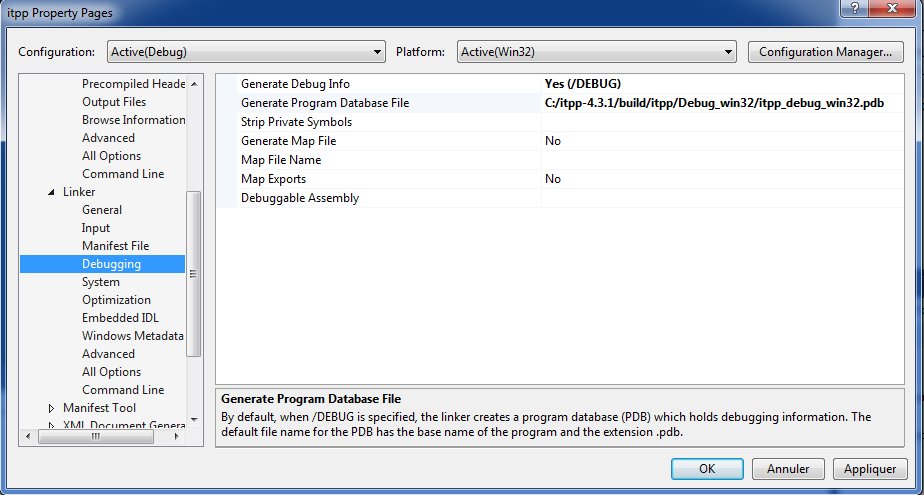 itpp Property Pages
Configuration: Active(Debug) Platform: Active(Win32) Configuration Manager...
Precompiled Heade
Output Files
Browse Information
Advanced
All Options
Command Line
Linker
General
Input
Manifest File
Debugging
System
Optimization
Embedded IDL
Windows Metadata
Advanced
All Options
Command Line
Manifest Tool
XML Document Genera
Generate Debug Info Yes (/DEBUG)
Generate Program Database File C:/itpp-4.3.1/build/itpp/Debug_win32/itpp_debug_win32.pdb
Strip Private Symbols
Generate Map File No
Map File Name
Map Exports No
Debuggable Assembly
Generate Program Database File
By default, when /DEBUG is specified, the linker creates a program database (PDB) which holds debugging information. The
default file name for the PDB has the base name of the program and the extension .pdb.
OK Annuler Appliquer